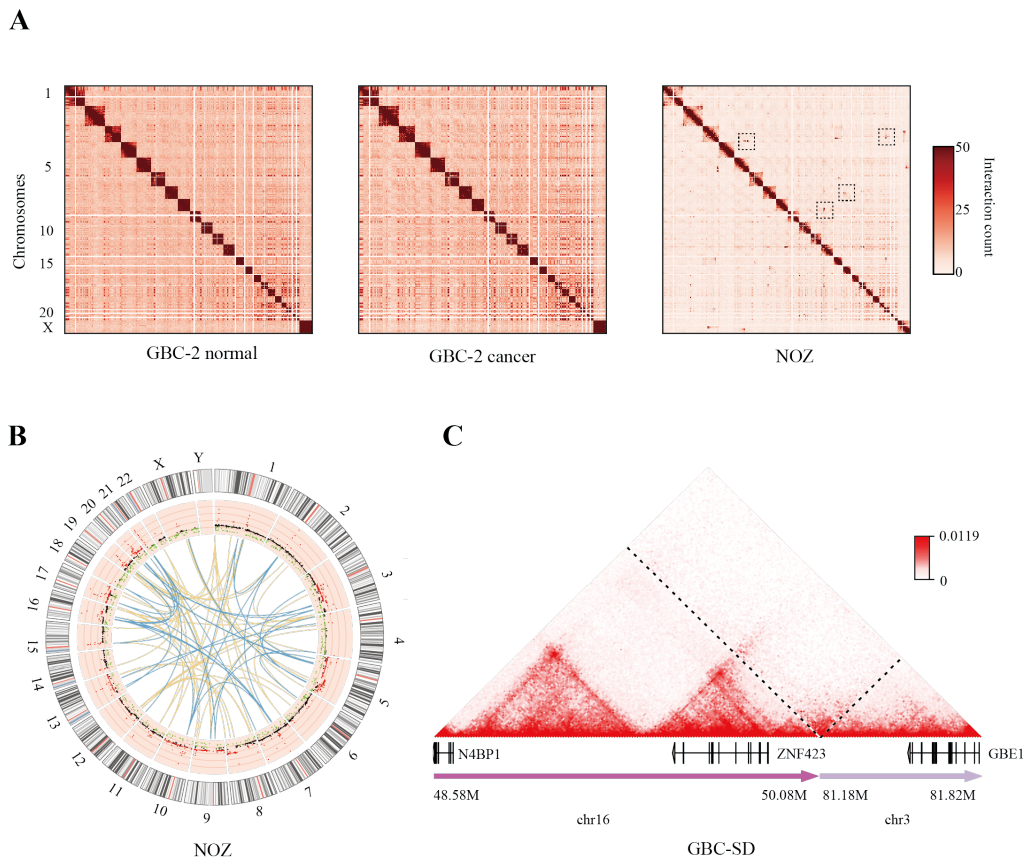 A
Chromosomes
1
5
10
15
20
X
GBC-2 normal
GBC-2 cancer
NOZ
50
25
0
Interaction count
B
1
2
3
4
5
6
7
8
9
10
11
12
13
14
15
16
17
18
19
20
21
22
X
Y
NOZ
C
0.0119
0
N4BP1
ZNF423
GBE1
48.58M
50.08M
81.18M
81.82M
chr16
chr3
GBC-SD